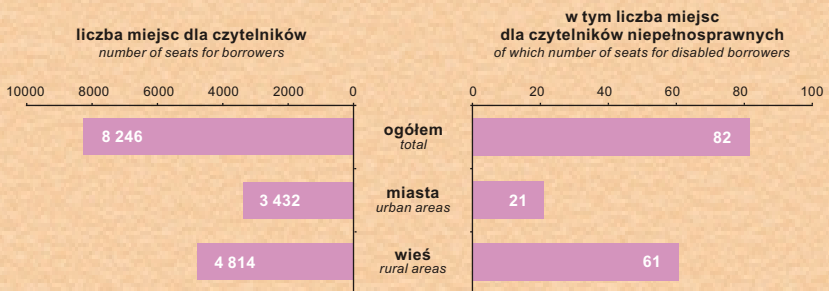 liczba miejsc dla czytelników
number of seats for borrowers
w tym liczba miejsc
dla czytelników niepełnosprawnych
of which number of seats for disabled borrowers
10000 8000 6000 4000 2000 0
0 20 40 60 80 100
8 246
ogółem
total
82
3 432
miasta
urban areas
21
4 814
wieś
rural areas
61